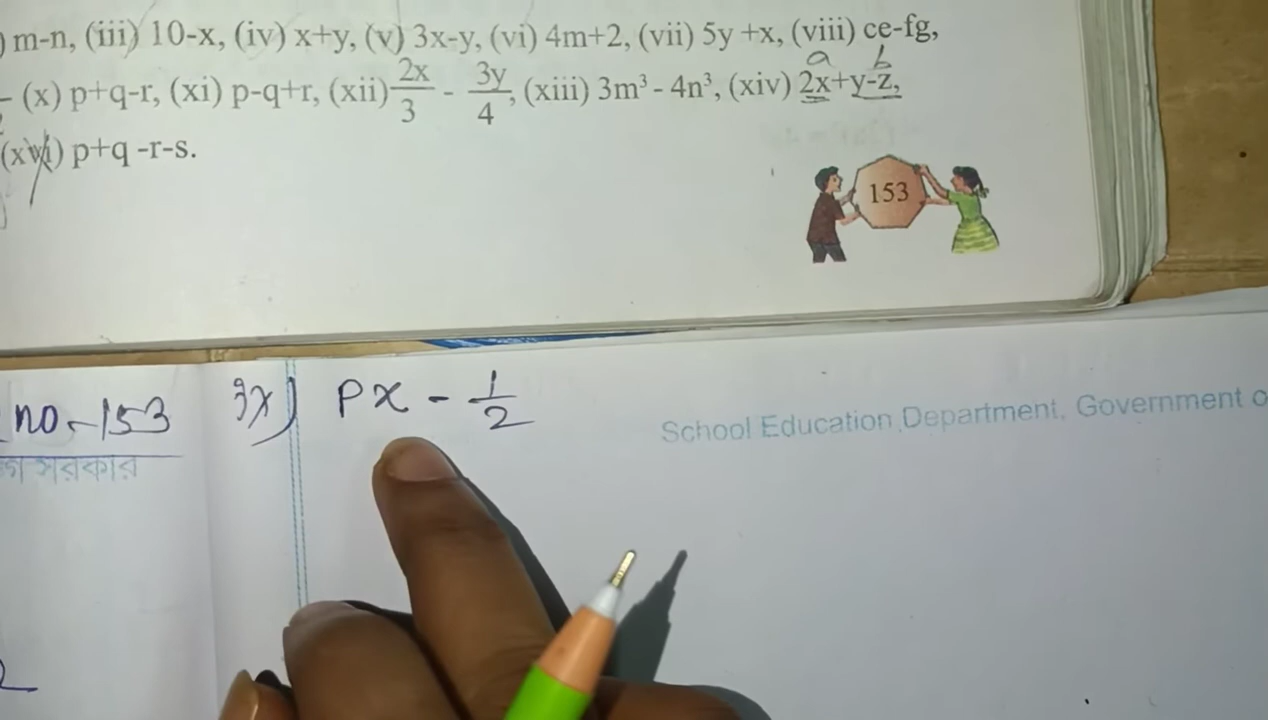 ) m-n, (iii) 10-x, (iv) x+y, (v) 3x-y, (vi) 4m+2, (vii) 5y +x, (viii) ce-fg,
a b
- (x) p+q-r, (xi) p-q+r, (xii) 2x/3 - 3y/4, (xiii) 3m³ - 4n³, (xiv) 2x+y-z,
(xvi) p+q -r-s.
153
no-153
px - 1/2
School Education Department, Government o
সরকার